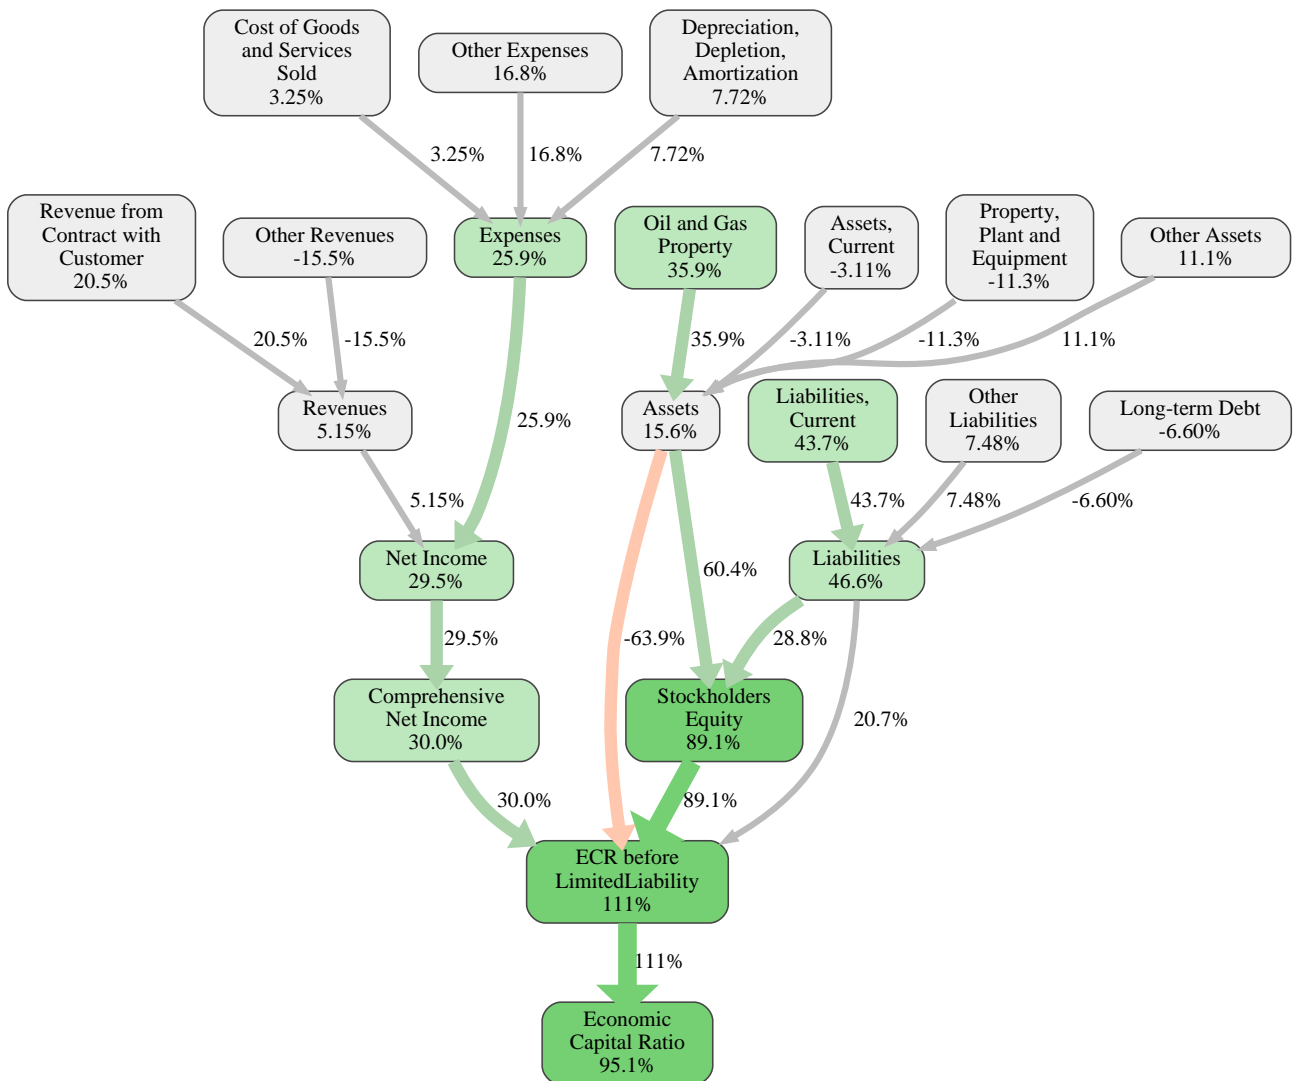 Cost of Goods
and Services
Sold
3.25%
Other Expenses
16.8%
Depreciation,
Depletion,
Amortization
7.72%
3.25%
16.8%
7.72%
Revenue from
Contract with
Customer
20.5%
Other Revenues
-15.5%
Expenses
25.9%
Oil and Gas
Property
35.9%
Assets,
Current
-3.11%
Property,
Plant and
Equipment
-11.3%
Other Assets
11.1%
20.5%
-15.5%
35.9%
-3.11%
-11.3%
11.1%
Revenues
5.15%
25.9%
Assets
15.6%
Liabilities,
Current
43.7%
Other
Liabilities
7.48%
Long-term Debt
-6.60%
5.15%
43.7%
7.48%
-6.60%
Net Income
29.5%
60.4%
Liabilities
46.6%
29.5%
-63.9%
28.8%
Comprehensive
Net Income
30.0%
Stockholders
Equity
89.1%
20.7%
30.0%
89.1%
ECR before
LimitedLiability
111%
111%
Economic
Capital Ratio
95.1%